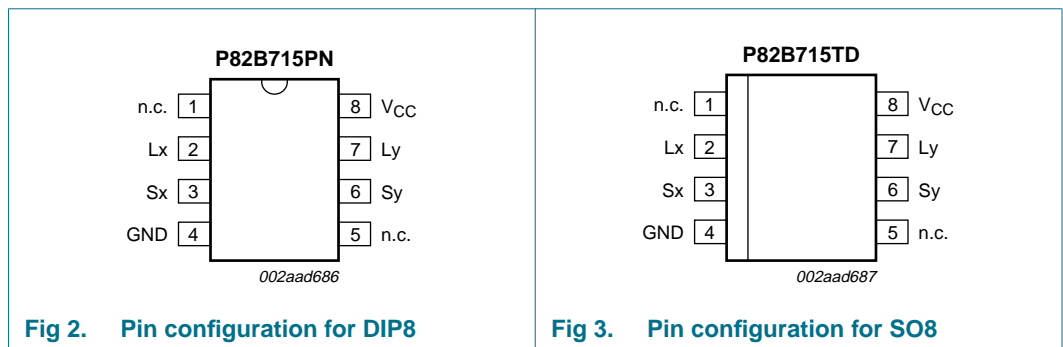 P82B715PN
n.c. 1 8 VCC
Lx 2 7 Ly
Sx 3 6 Sy
GND 4 5 n.c.
002aad686
Fig 2. Pin configuration for DIP8
P82B715TD
n.c. 1 8 VCC
Lx 2 7 Ly
Sx 3 6 Sy
GND 4 5 n.c.
002aad687
Fig 3. Pin configuration for SO8